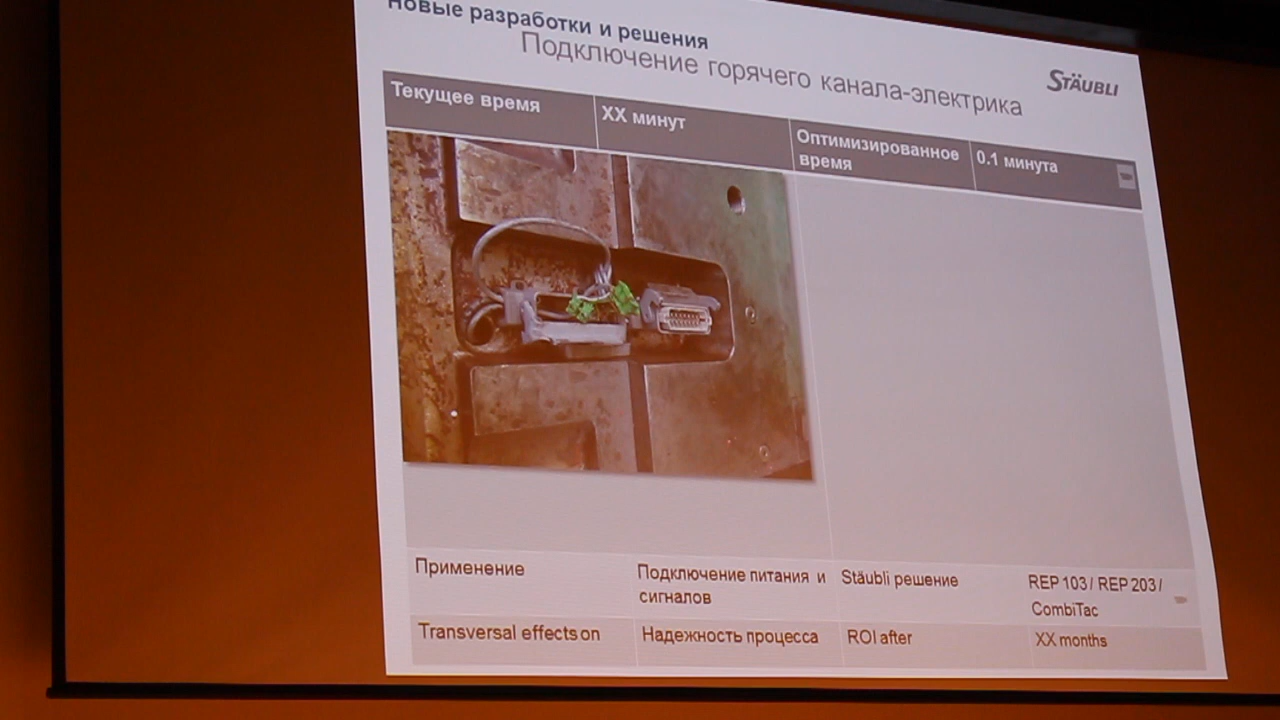 Новые разработки и решения
Подключение горячего канала-электрика
STÄUBLI
Текущее время
XX минут
Оптимизированное
время
0.1 минута
Применение
Подключение питания и
сигналов
Stäubli решение
REP 103 / REP 203 /
CombiTac
Transversal effects on
Надежность процесса
ROI after
XX months